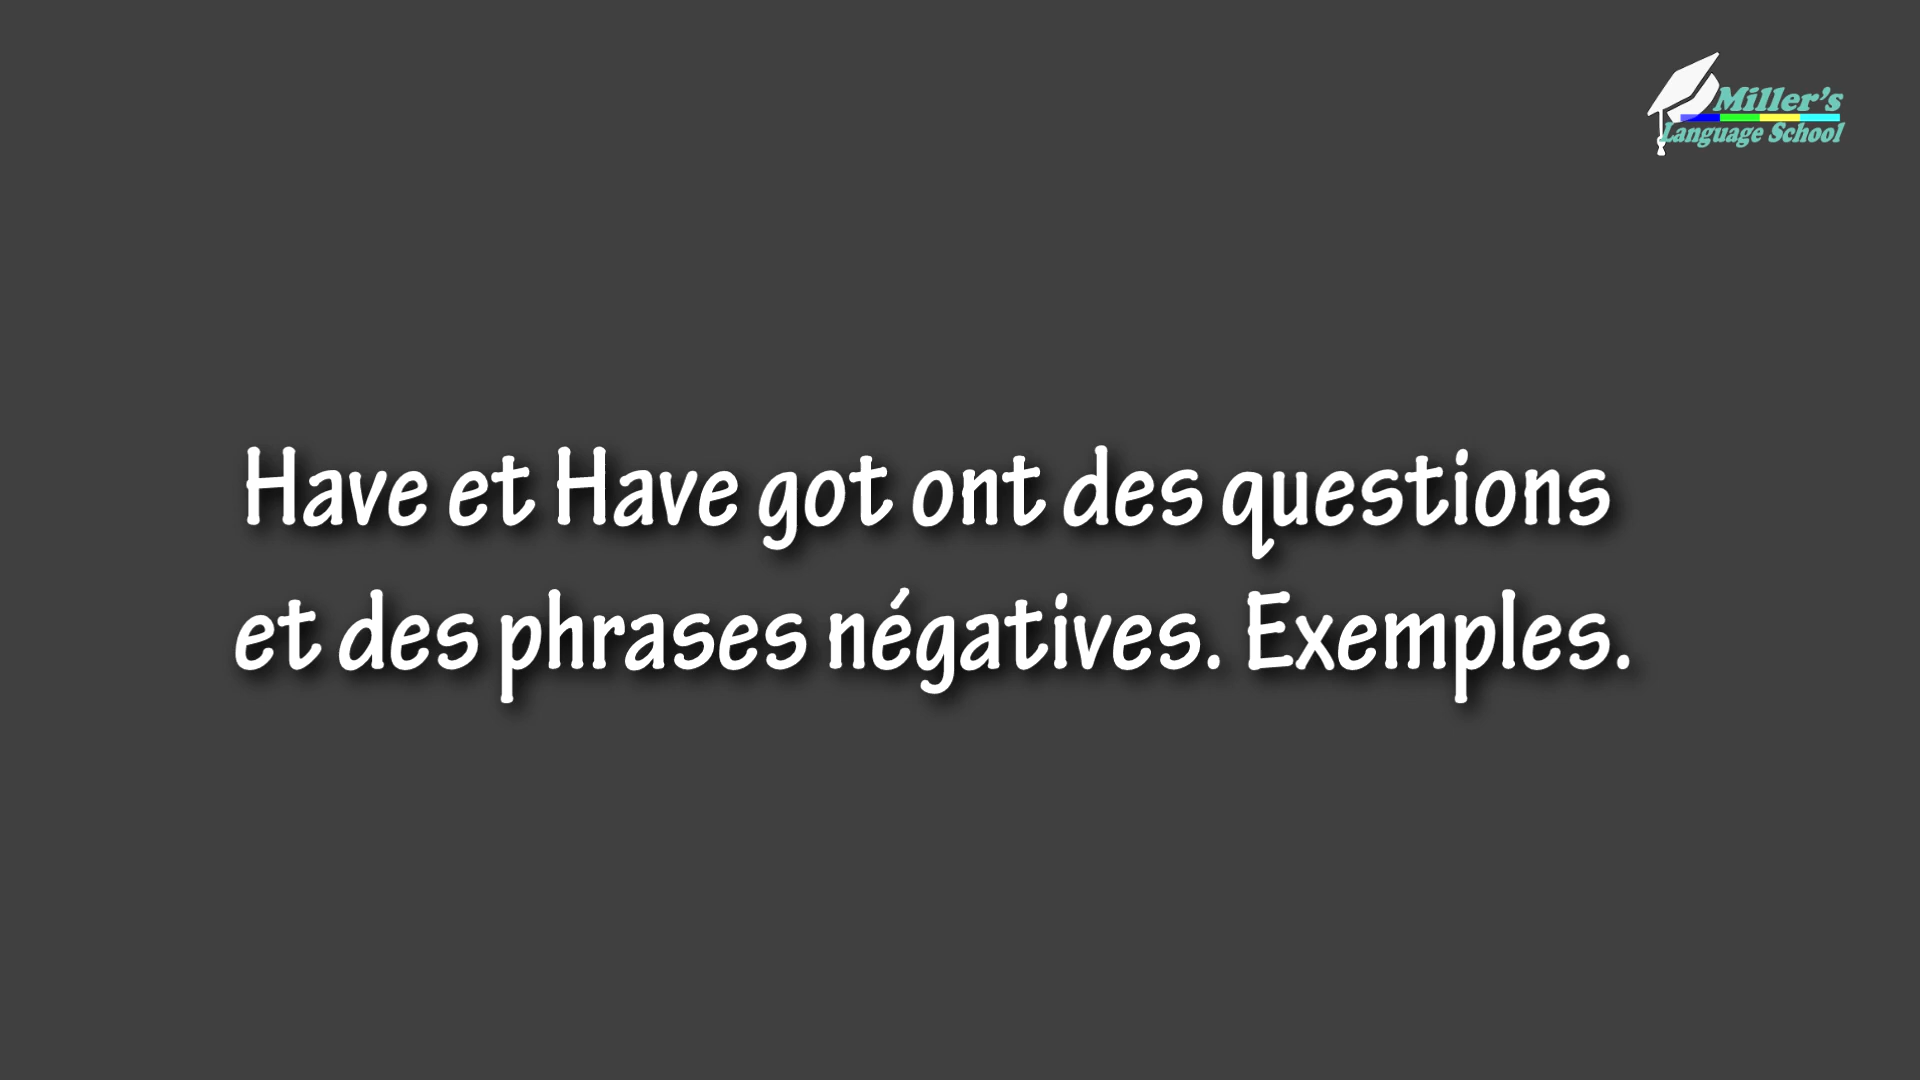 Miller's
Language School
Have et Have got ont des questions
et des phrases négatives. Exemples.